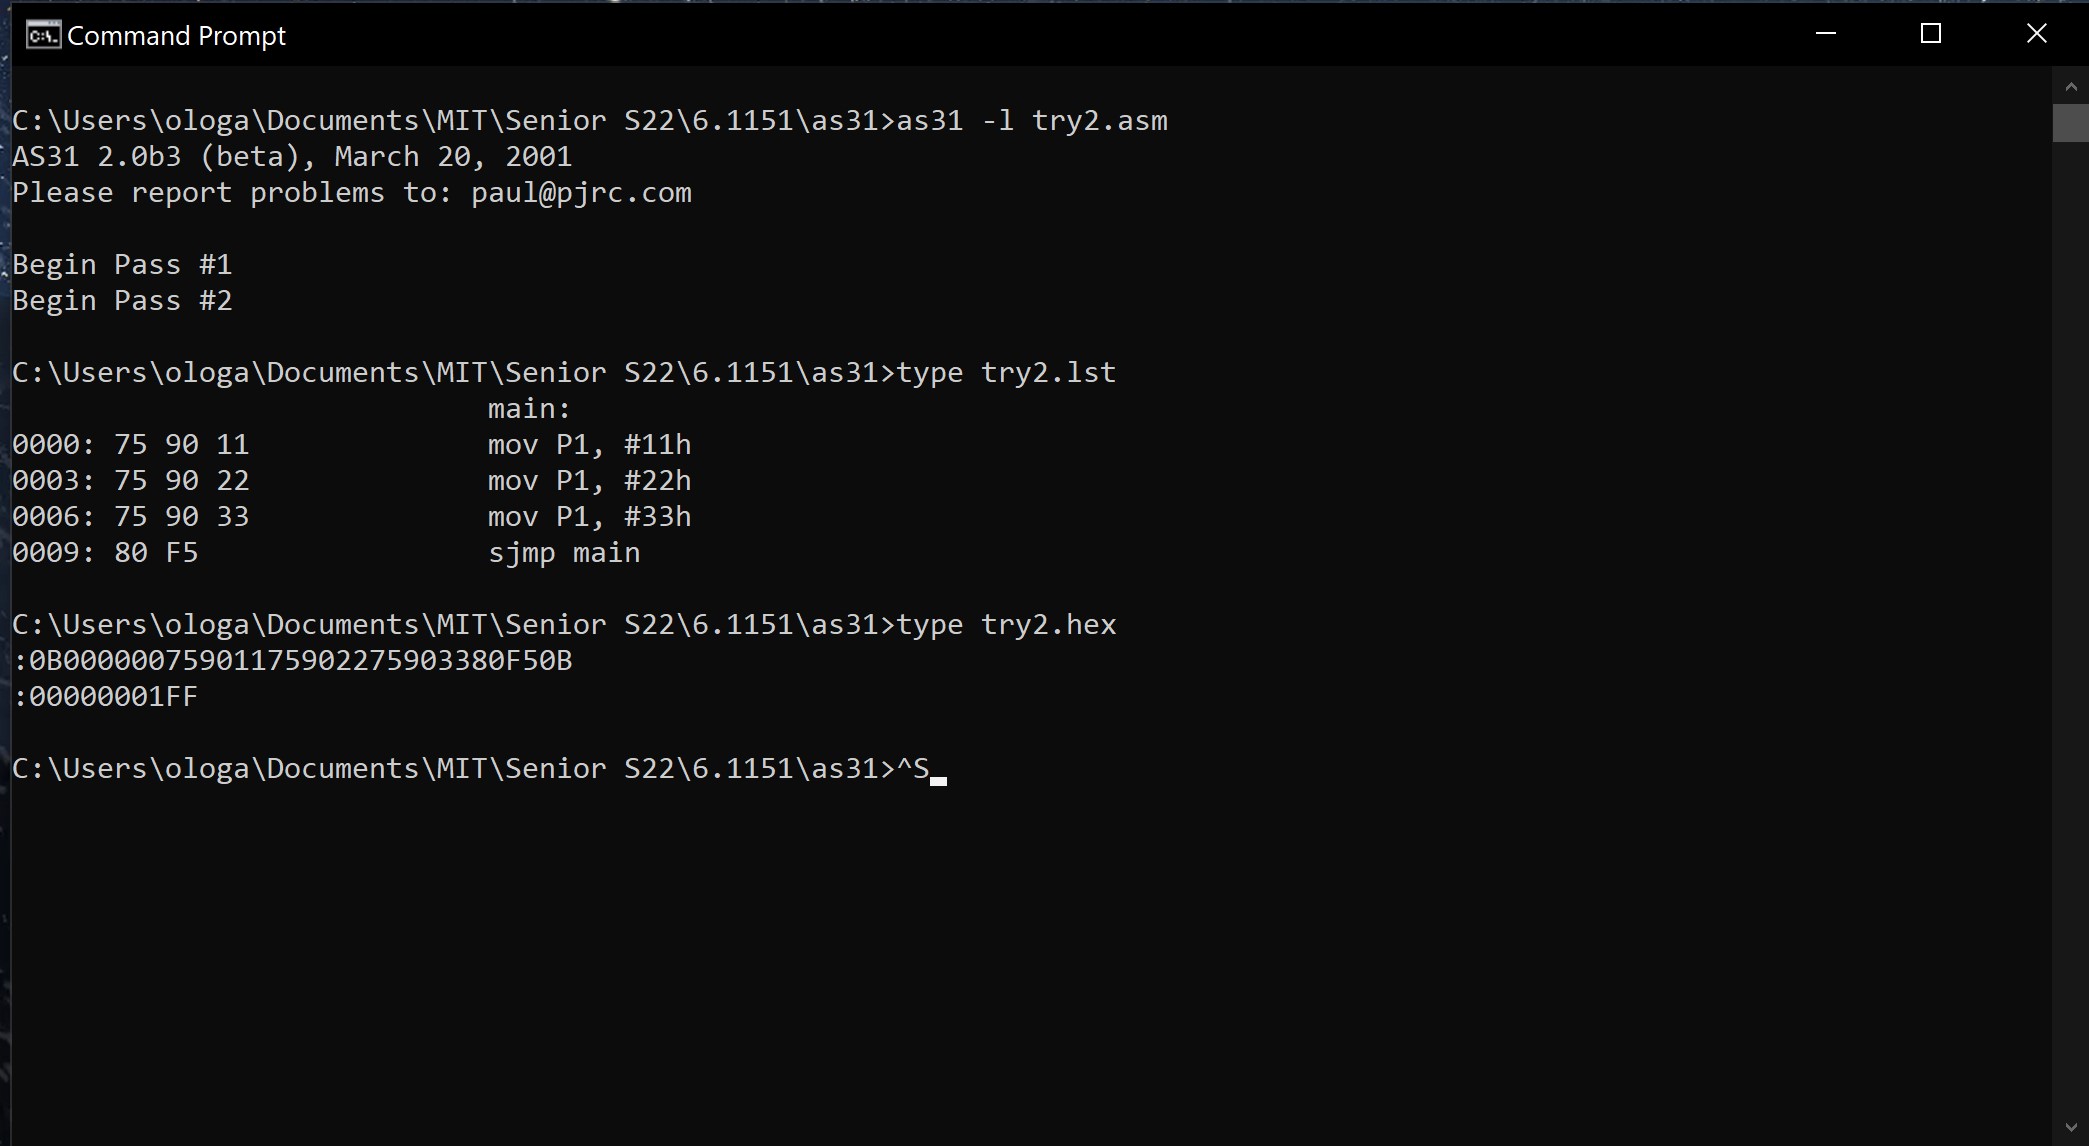 Command Prompt
C:\Users\ologa\Documents\MIT\Senior S22\6.1151\as31>as31 -l try2.asm
AS31 2.0b3 (beta), March 20, 2001
Please report problems to: paul@pjrc.com
Begin Pass #1
Begin Pass #2
C:\Users\ologa\Documents\MIT\Senior S22\6.1151\as31>type try2.lst
main:
0000: 75 90 11 mov P1, #11h
0003: 75 90 22 mov P1, #22h
0006: 75 90 33 mov P1, #33h
0009: 80 F5 sjmp main
C:\Users\ologa\Documents\MIT\Senior S22\6.1151\as31>type try2.hex
:0B00000075901175902275903380F50B
:00000001FF
C:\Users\ologa\Documents\MIT\Senior S22\6.1151\as31>^S